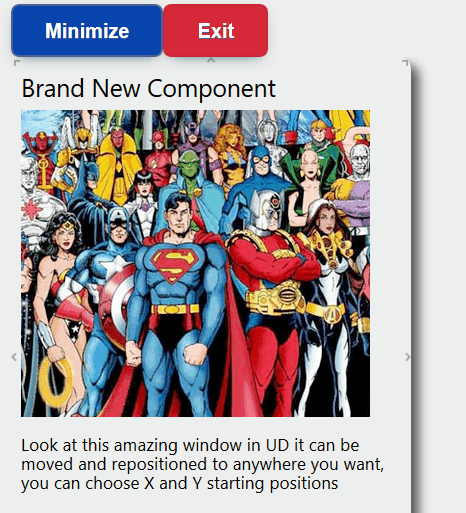 Minimize Exit
Brand New Component
S
A
Look at this amazing window in UD it can be
moved and repositioned to anywhere you want,
you can choose X and Y starting positions